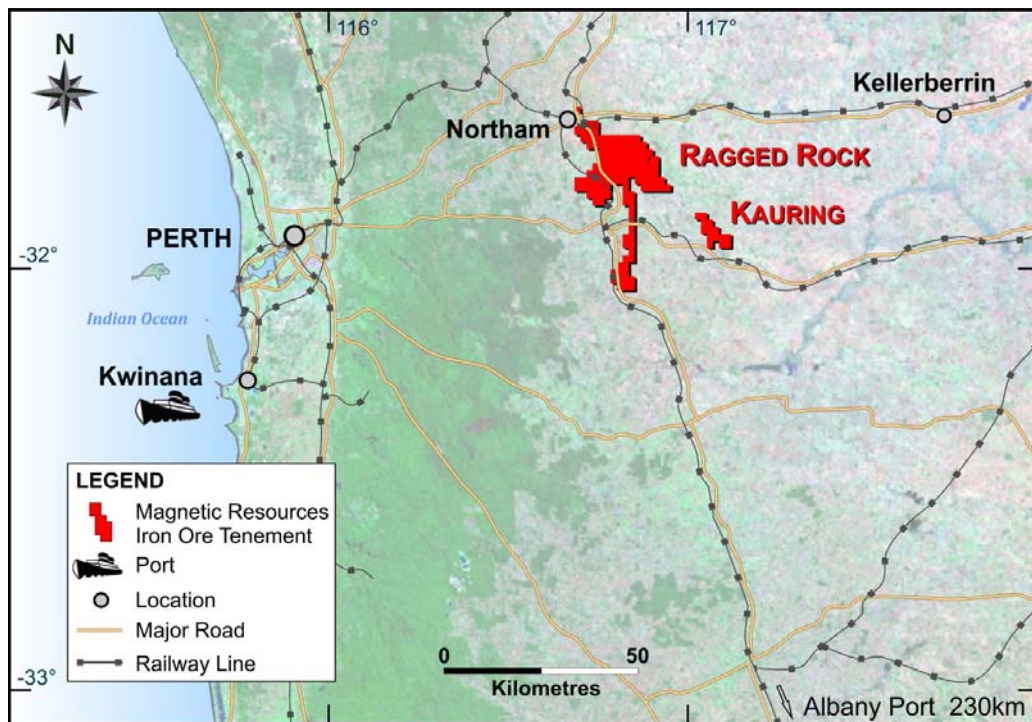 116°
117°
N
Kellerberrin
Northam
RAGGED ROCK
KAURING
PERTH
-32°
Indian Ocean
Kwinana
LEGEND
Magnetic Resources
Iron Ore Tenement
Port
Location
Major Road
Railway Line
0 50
Kilometres
-33°
Albany Port 230km